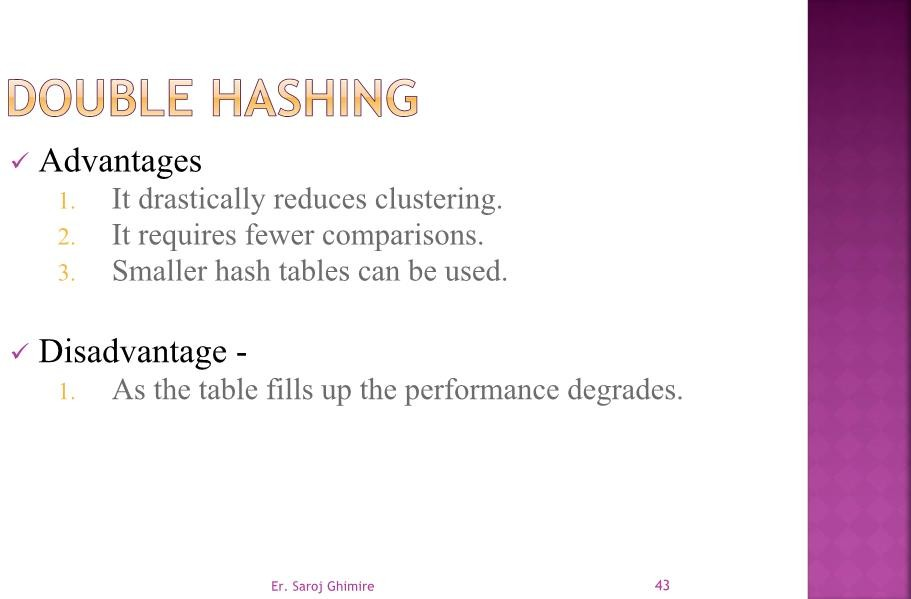 DOUBLE HASHING
✓ Advantages
1. It drastically reduces clustering.
2. It requires fewer comparisons.
3. Smaller hash tables can be used.
✓ Disadvantage -
1. As the table fills up the performance degrades.
Er. Saroj Ghimire 43